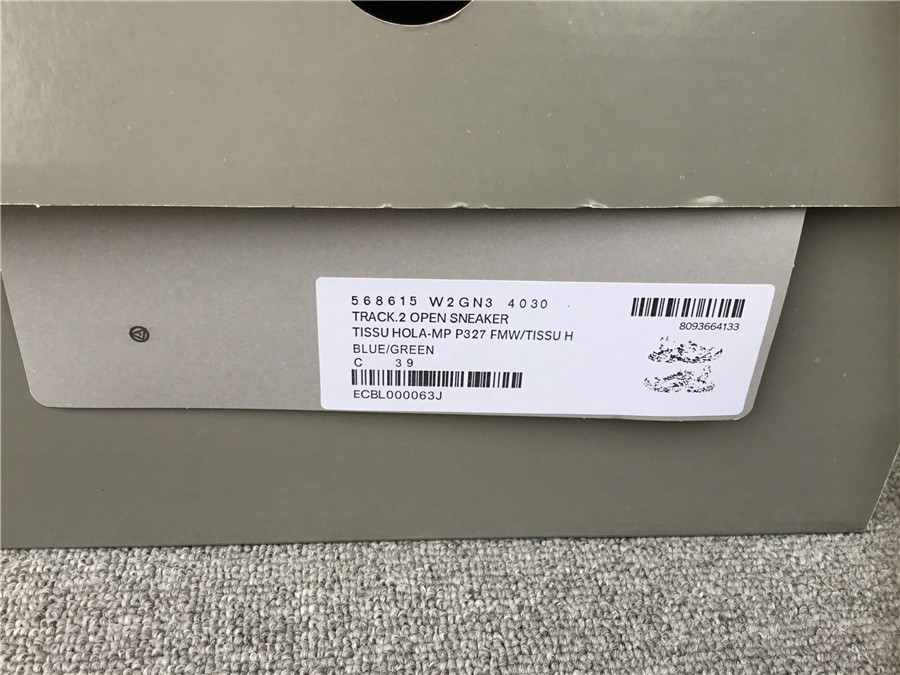 568615 W2GN3 4030
TRACK.2 OPEN SNEAKER
TISSU HOLA-MP P327 FMW/TISSU H
BLUE/GREEN
C 39
ECBL000063J
8093664133